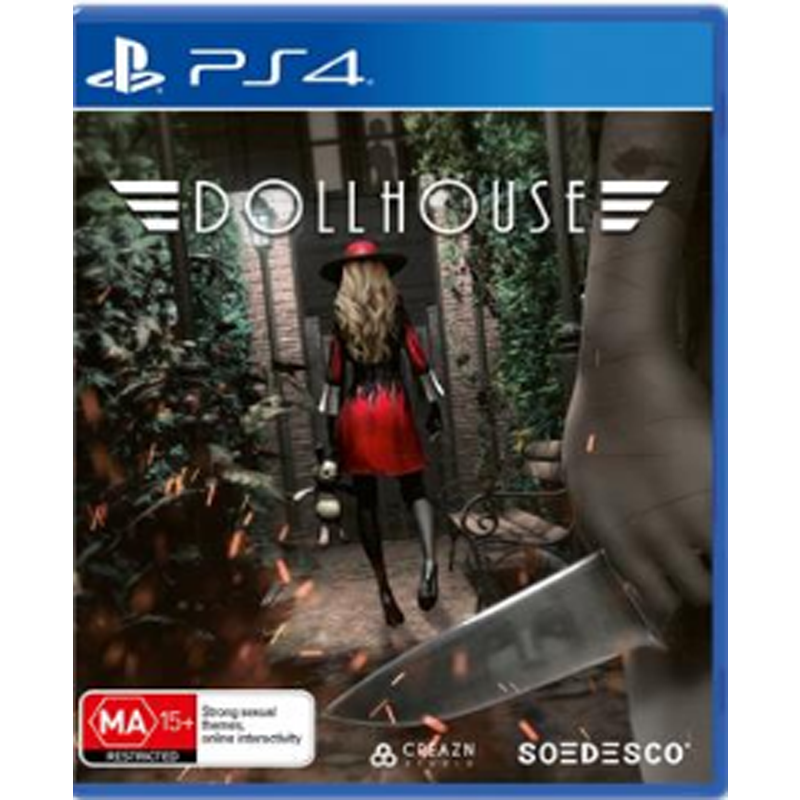 PS4
DOLLHOUSE
MA 15+
RESTRICTED
Strong sexual
themes,
online interactivity
CREAZN
STUDIO
SOEDESCO